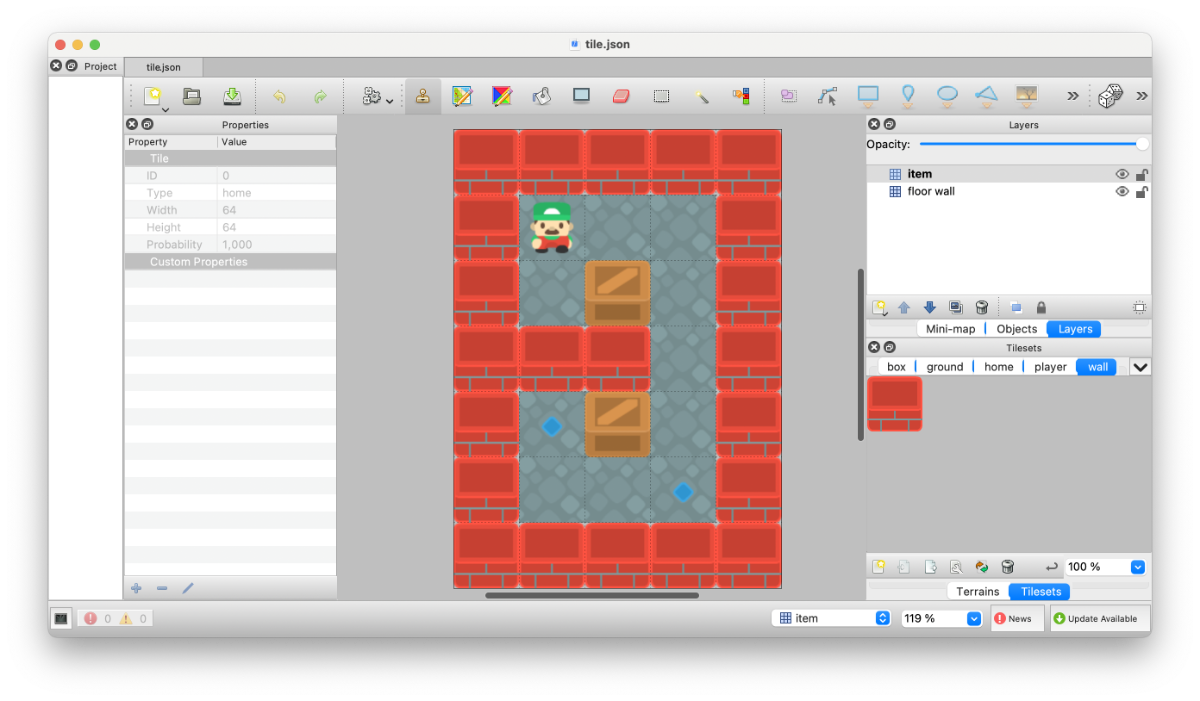 tile.json
Project
tile.json
Properties
Property Value
Tile
ID 0
Type home
Width 64
Height 64
Probability 1,000
Custom Properties
Layers
Opacity:
item
floor wall
Mini-map Objects Layers
Tilesets
box ground home player wall
100 %
Terrains Tilesets
0 0
item
119 %
News
Update Available